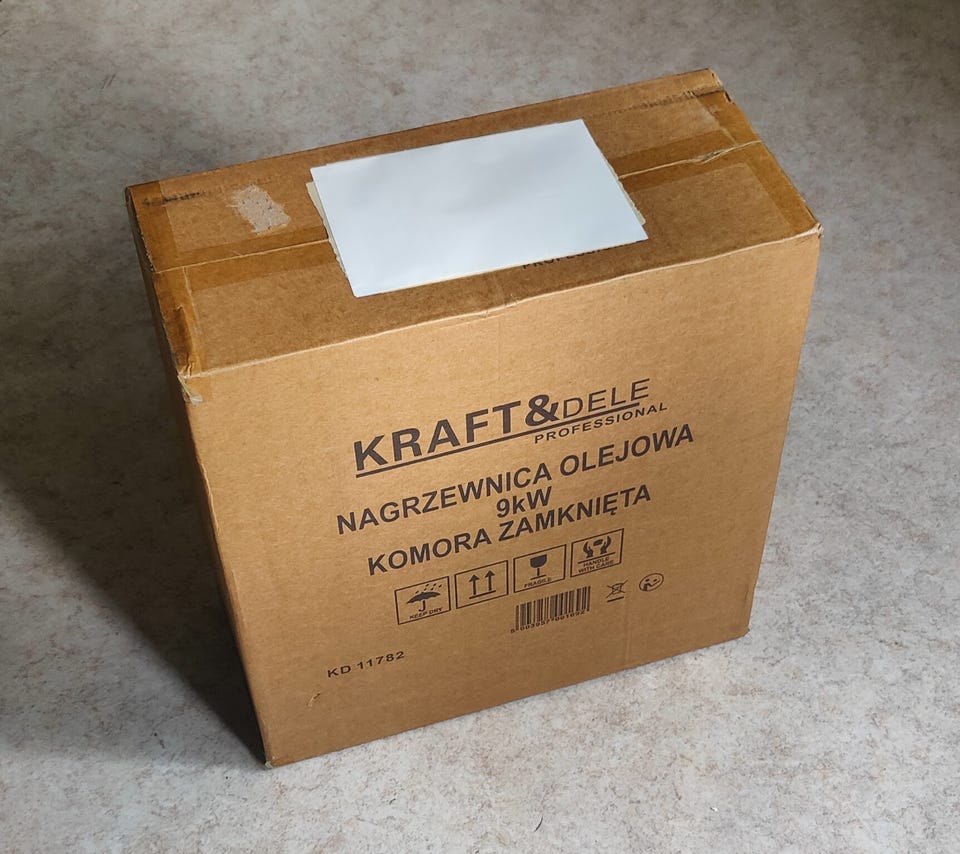 KRAFT&DELE
PROFESSIONAL
NAGRZEWNICA OLEJOWA
9kW
KOMORA ZAMKNIĘTA
KEEP DRY
FRAGILE
HANDLE
WITH CARE
KD 11782